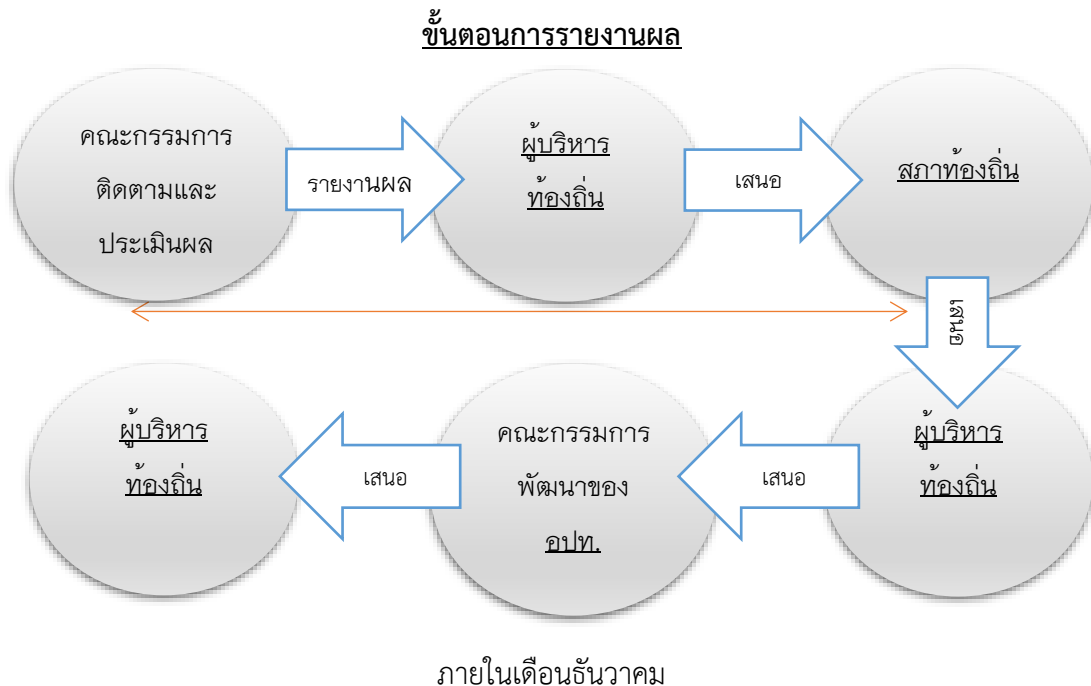 ขั้นตอนการรายงานผล
คณะกรรมการ
ติดตามและ
ประเมินผล
รายงานผล
ผู้บริหาร
ท้องถิ่น
เสนอ
สภาท้องถิ่น
เสนอ
ผู้บริหาร
ท้องถิ่น
เสนอ
คณะกรรมการ
พัฒนาของ
อปท.
เสนอ
ผู้บริหาร
ท้องถิ่น
ภายในเดือนธันวาคม